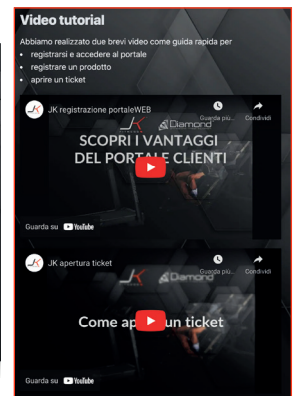 Video tutorial
Abbiamo realizzato due brevi video come guida rapida per
• registrarsi e accedere al portale
• registrare un prodotto
• aprire un ticket
JK registrazione portaleWEB
Guarda più...
Condividi
JK Diamond
SCOPRI I VANTAGGI
DEL PORTALE CLIENTI
Guarda su YouTube
JK apertura ticket
Guarda più...
Condividi
JK Diamond
Come ap un ticket
Guarda su YouTube